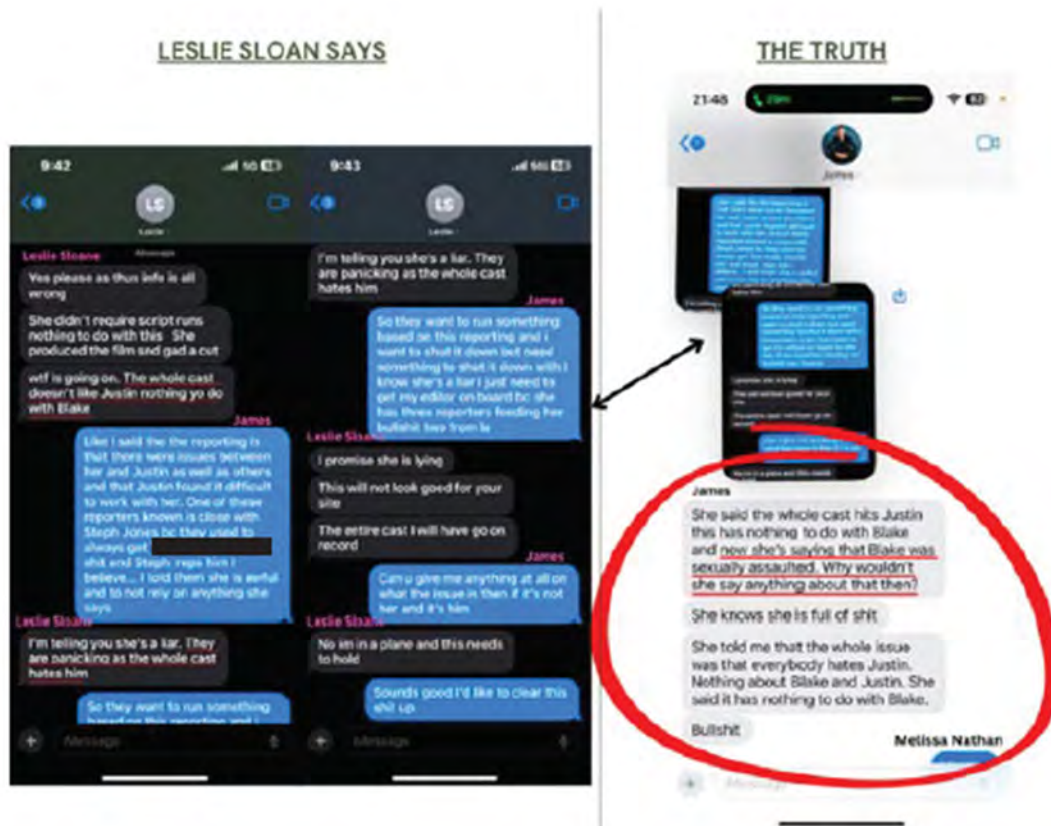 LESLIE SLOAN SAYS
9:42
5G
LS
Leslie
iMessage
Leslie Sloane
Yes please as thus info is all
wrong
She didn't require script runs
nothing to do with this She
produced the film snd gad a cut
wtf is going on. The whole cast
doesn't like Justin nothing yo do
with Blake
James
Like I said the the reporting is
that there were issues between
her and Justin as well as others
and that Justin found it difficult
to work with her. One of these
reporters known is close with
Steph Jones bc they used to
always get
shit and Steph reps him I
believe... I told them she is awful
and to not rely on anything she
says
Leslie Sloane
I'm telling you she's a liar. They
are panicking as the whole cast
hates him
So they want to run something
based on this reporting and i
Message
9:43
5G
LS
Leslie
I'm telling you she's a liar. They
are panicking as the whole cast
hates him
James
So they want to run something
based on this reporting and i
want to shut it down but need
something to shut it down with I
know she's a liar I just need to
get my editor on board bc she
has three reporters feeding her
bullshit two from la
Leslie Sloane
I promise she is lying
This will not look goed for your
site
The entire cast I will have go on
record
James
Can u give me anything at all on
what the issue is then if it's not
her and it's him
Leslie Sloane
No im in a plane and this needs
to hold
Sounds good I'd like to clear this
shit up
Message
THE TRUTH
21:46
James
James
She said the whole cast hits Justin
this has nothing to do with Blake
and now she's saying that Blake was
sexually assaulted. Why wouldn't
she say anything about that then?
She knows she is full of shit
She told me that the whole issue
was that everybody hates Justin.
Nothing about Blake and Justin. She
said it has nothing to do with Blake.
Bullshit
Melissa Nathan
Message